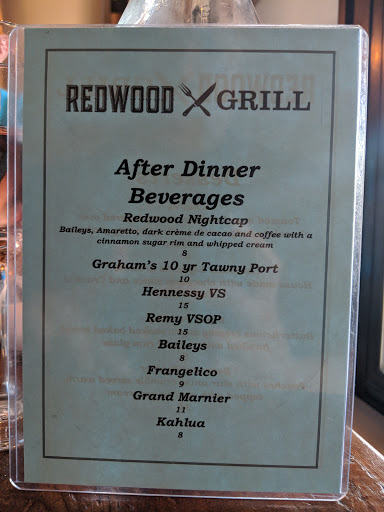 REDWOOD GRILL
After Dinner
Beverages
Redwood Nightcap
Baileys, Amaretto, dark crème de cacao and coffee with a
cinnamon sugar rim and whipped cream
8
Graham's 10 yr Tawny Port
10
Hennessy VS
15
Remy VSOP
15
Baileys
8
Frangelico
9
Grand Marnier
11
Kahlua
8